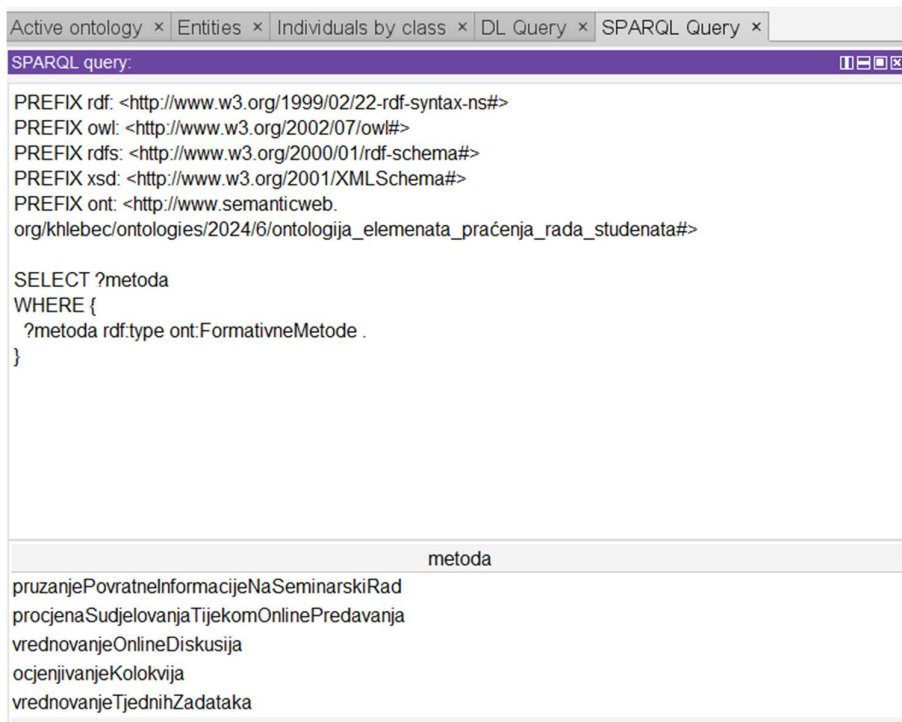 Active ontology × Entities × Individuals by class × DL Query × SPARQL Query ×
SPARQL query:
PREFIX rdf: <http://www.w3.org/1999/02/22-rdf-syntax-ns#>
PREFIX owl: <http://www.w3.org/2002/07/owl#>
PREFIX rdfs: <http://www.w3.org/2000/01/rdf-schema#>
PREFIX xsd: <http://www.w3.org/2001/XMLSchema#>
PREFIX ont: <http://www.semanticweb.
org/khlebec/ontologies/2024/6/ontologija_elemenata_praćenja_rada_studenata#>
SELECT ?metoda
WHERE {
?metoda rdf:type ont:FormativneMetode .
}
metoda
pruzanjePovratneInformacijeNaSeminarskiRad
procjenaSudjelovanjaTijekomOnlinePredavanja
vrednovanjeOnlineDiskusija
ocjenjivanjeKolokvija
vrednovanjeTjednihZadataka